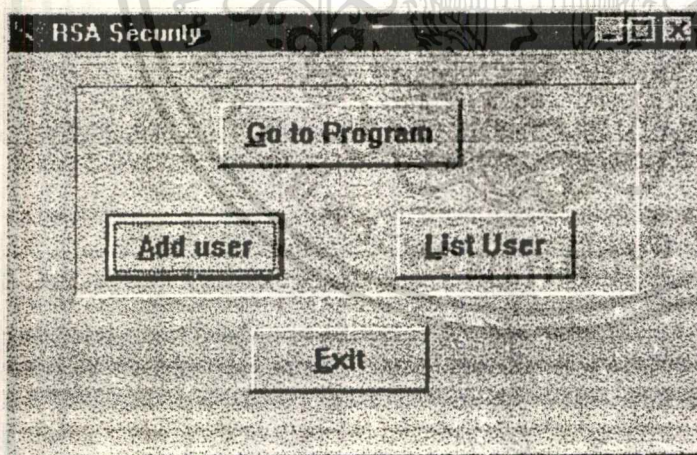 RSA Security
Go to Program
Add user
List User
Exit